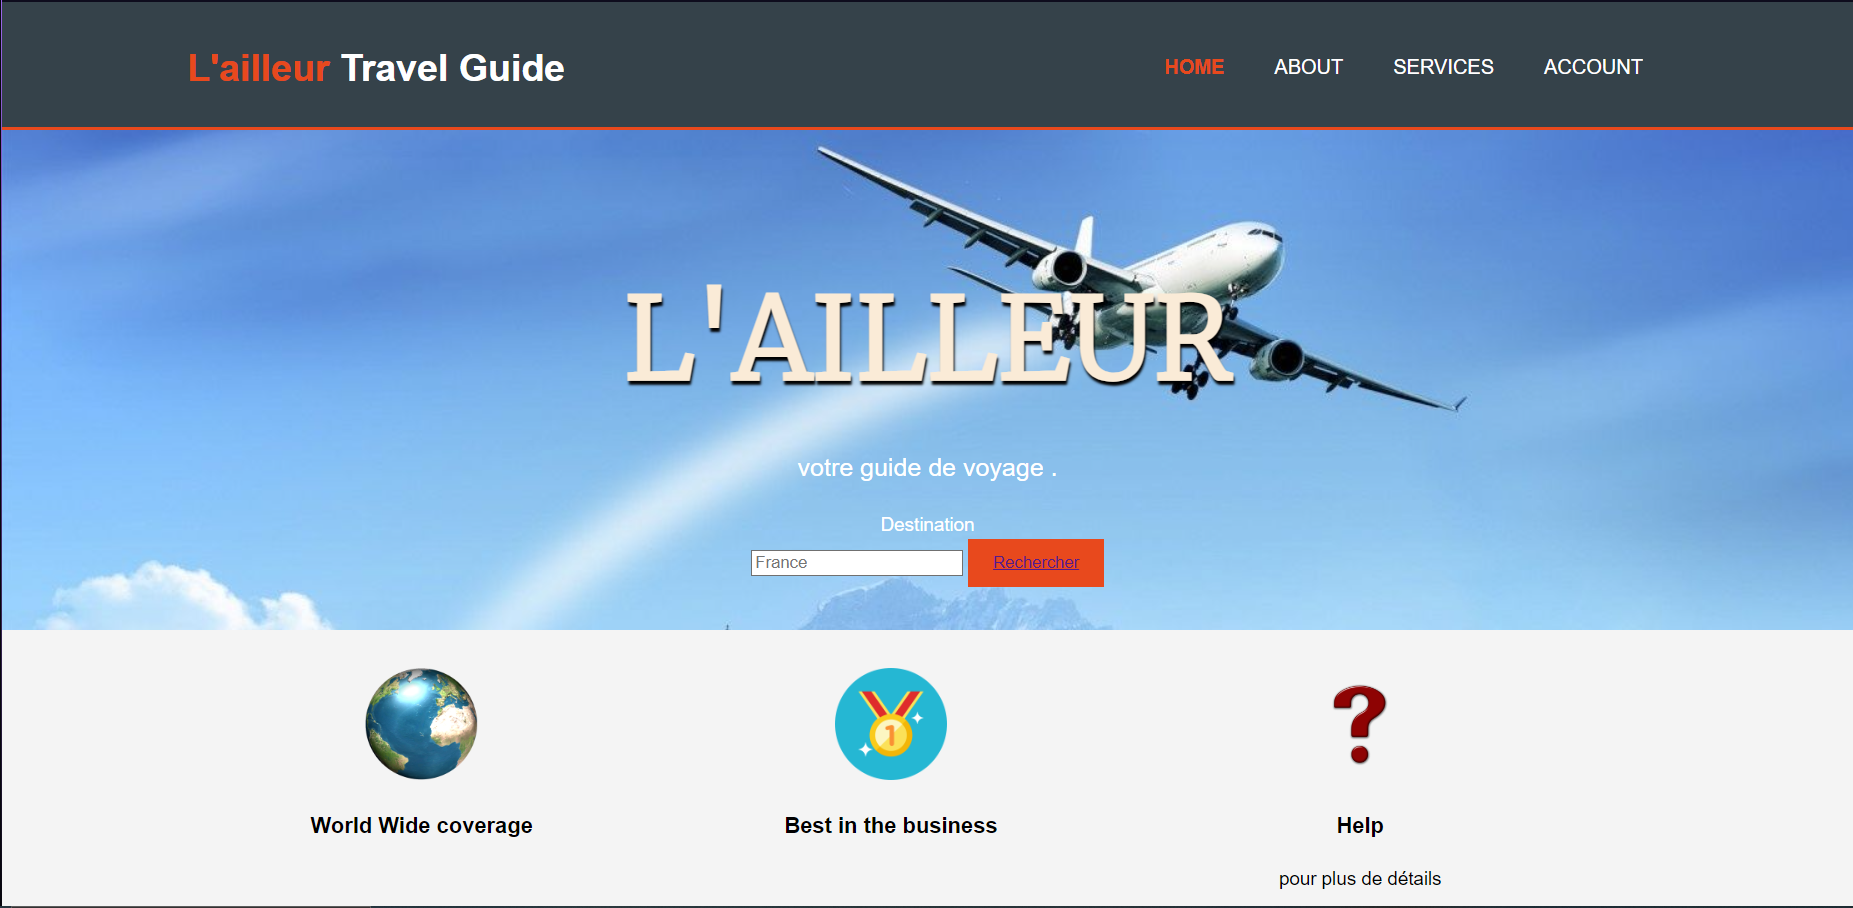 L'ailleur Travel Guide
HOME ABOUT SERVICES ACCOUNT
L'AILLEUR
votre guide de voyage .
Destination
France Rechercher
1
World Wide coverage
Best in the business
?
Help
pour plus de détails